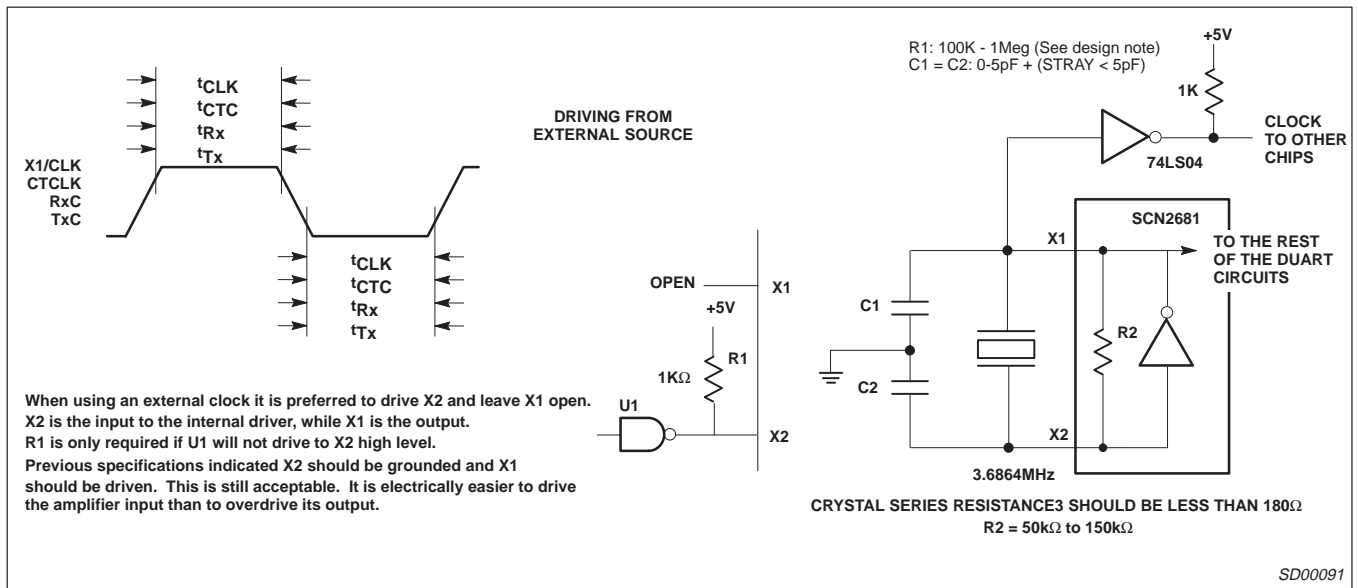 tCLK
tCTC
tRx
tTx
X1/CLK
CTCLK
RxC
TxC
tCLK
tCTC
tRx
tTx
When using an external clock it is preferred to drive X2 and leave X1 open.
X2 is the input to the internal driver, while X1 is the output.
R1 is only required if U1 will not drive to X2 high level.
Previous specifications indicated X2 should be grounded and X1
should be driven. This is still acceptable. It is electrically easier to drive
the amplifier input than to overdrive its output.
DRIVING FROM
EXTERNAL SOURCE
OPEN
X1
+5V
R1
1KΩ
U1
X2
R1: 100K - 1Meg (See design note)
C1 = C2: 0-5pF + (STRAY < 5pF)
+5V
1K
CLOCK
TO OTHER
CHIPS
74LS04
SCN2681
X1
TO THE REST
OF THE DUART
CIRCUITS
C1
R2
C2
X2
3.6864MHz
CRYSTAL SERIES RESISTANCE3 SHOULD BE LESS THAN 180Ω
R2 = 50kΩ to 150kΩ
SD00091